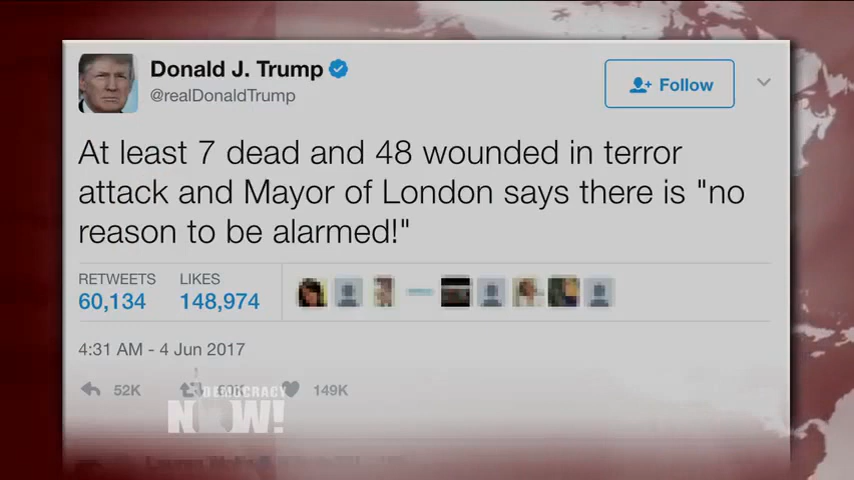 Donald J. Trump
@realDonaldTrump
Follow
At least 7 dead and 48 wounded in terror
attack and Mayor of London says there is "no
reason to be alarmed!"
RETWEETS LIKES
60,134 148,974
4:31 AM - 4 Jun 2017
52K 149K
DEMOCRACY
NOW!